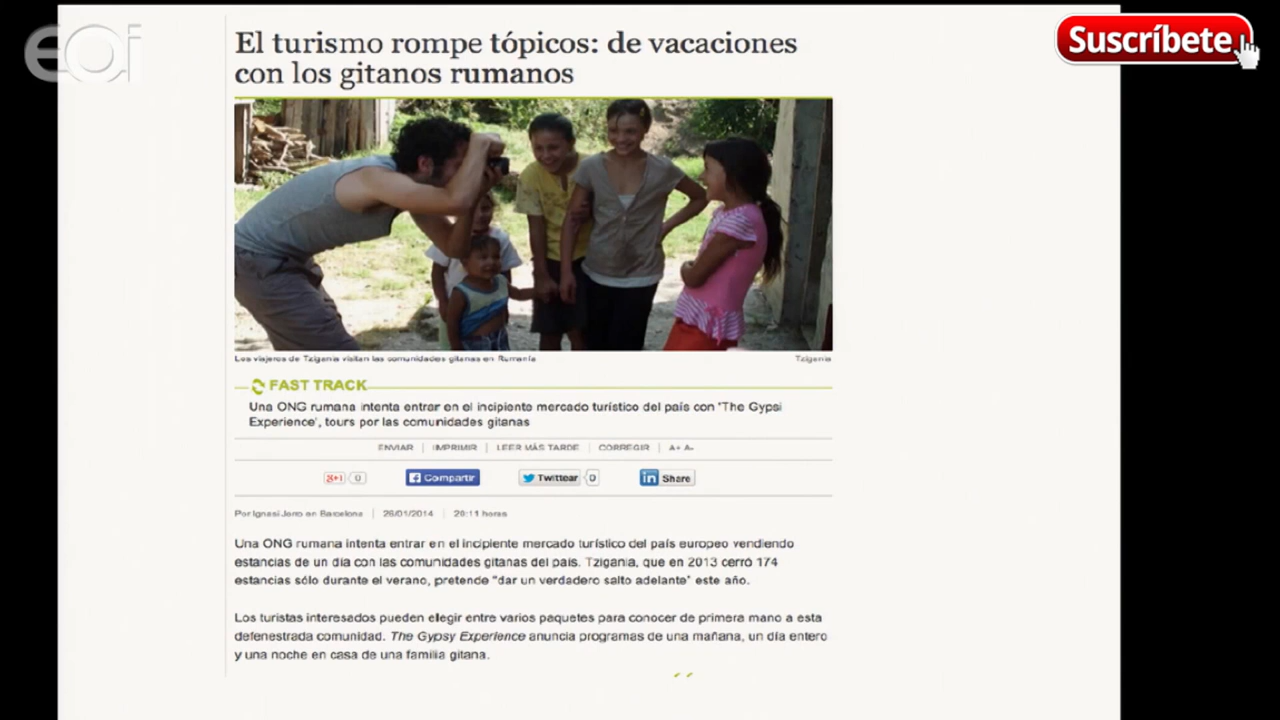 eoi
Suscríbete
El turismo rompe tópicos: de vacaciones
con los gitanos rumanos
Los viajeros de Tzigania visitan las comunidades gitanas en Rumanía
Tzigania
FAST TRACK
Una ONG rumana intenta entrar en el incipiente mercado turístico del país con 'The Gypsi
Experience', tours por las comunidades gitanas
ENVIAR | IMPRIMIR | LEER MÁS TARDE | CORREGIR | A+ A-
+1 0 Compartir Twittear 0 in Share
Por Ignasi Jorro en Barcelona | 26/01/2014 | 20:11 horas
Una ONG rumana intenta entrar en el incipiente mercado turístico del país europeo vendiendo
estancias de un día con las comunidades gitanas del país. Tzigania, que en 2013 cerró 174
estancias sólo durante el verano, pretende "dar un verdadero salto adelante" este año.
Los turistas interesados pueden elegir entre varios paquetes para conocer de primera mano a esta
defenestrada comunidad. The Gypsy Experience anuncia programas de una mañana, un día entero
y una noche en casa de una familia gitana.